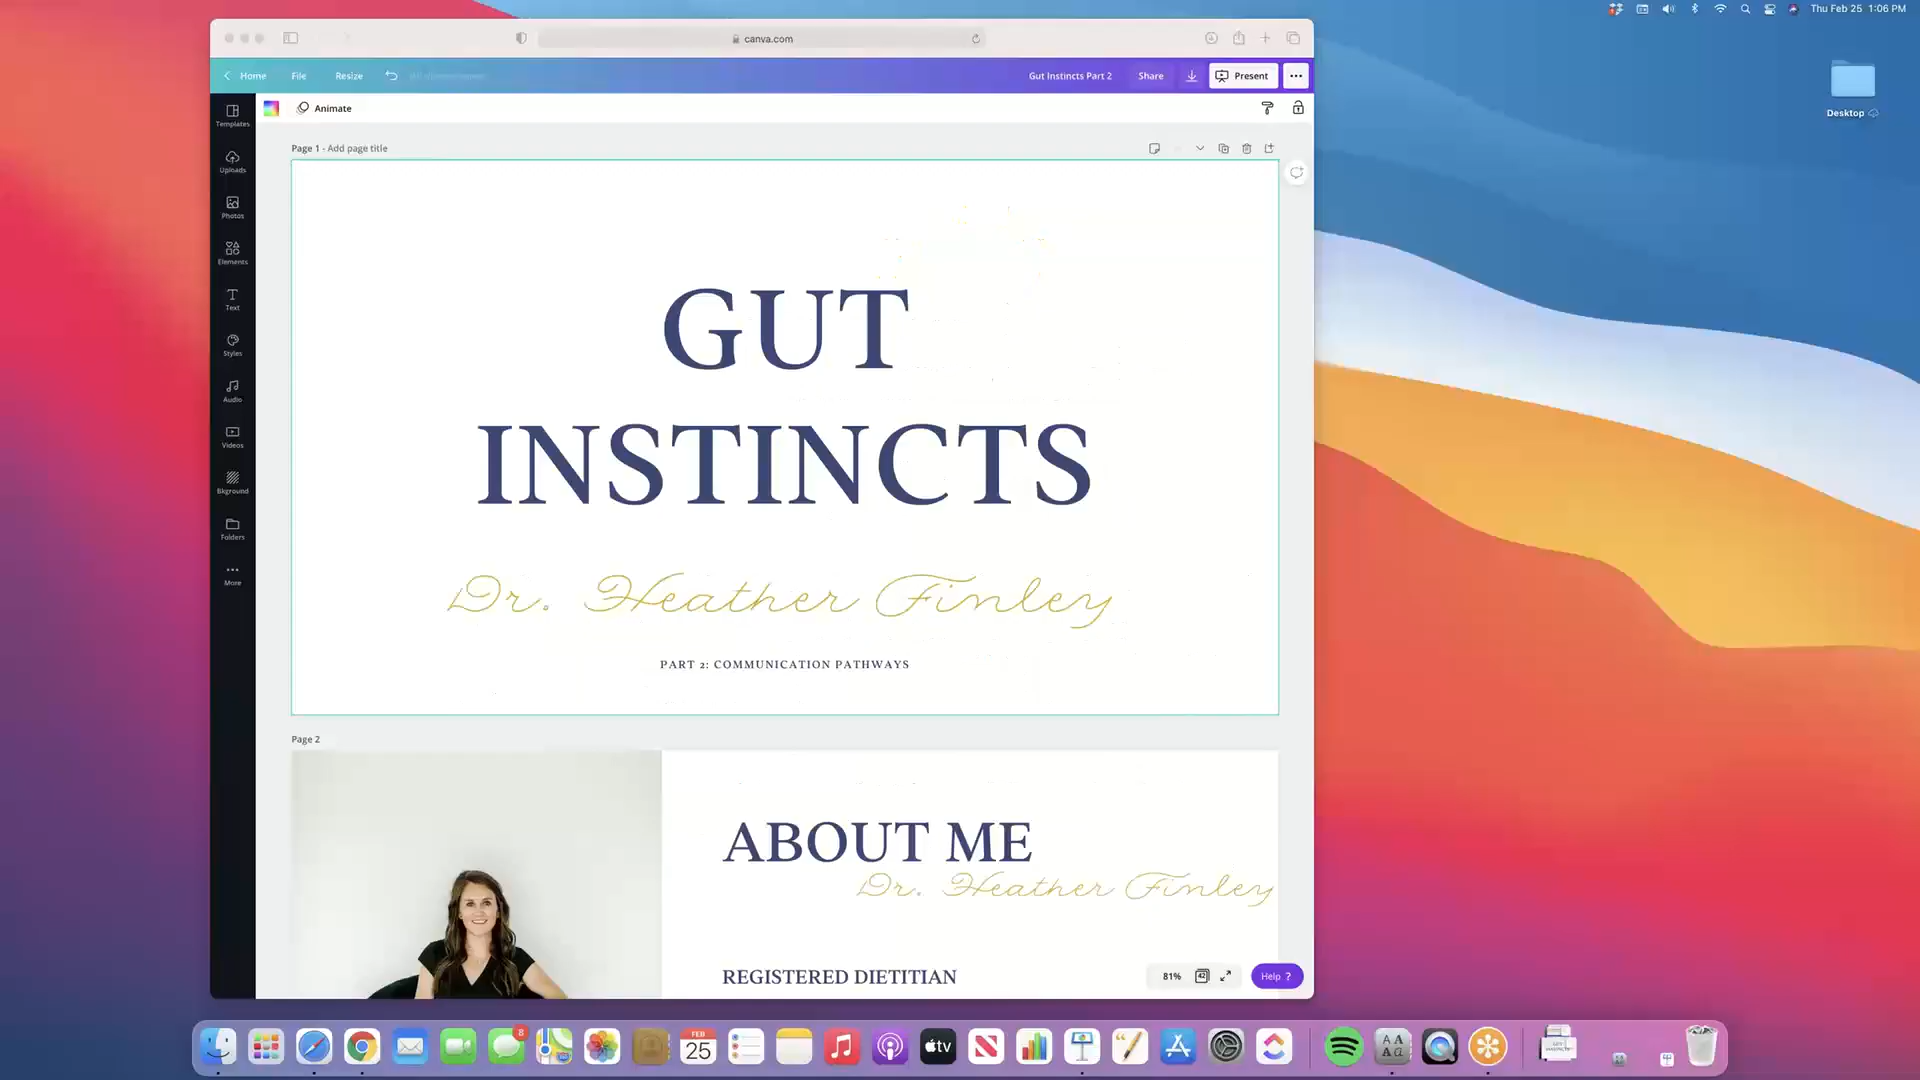 Thu Feb 25 1:06 PM
canva.com
Home File Resize
Gut Instincts Part 2 Share Present
Desktop
Animate
Templates
Uploads
Photos
Elements
Text
Styles
Audio
Videos
Bkground
Folders
More
Page 1 - Add page title
GUT
INSTINCTS
Dr. Heather Finley
PART 2: COMMUNICATION PATHWAYS
Page 2
ABOUT ME
Dr. Heather Finley
REGISTERED DIETITIAN
81% 42
Help ?
8
FEB
25
tv